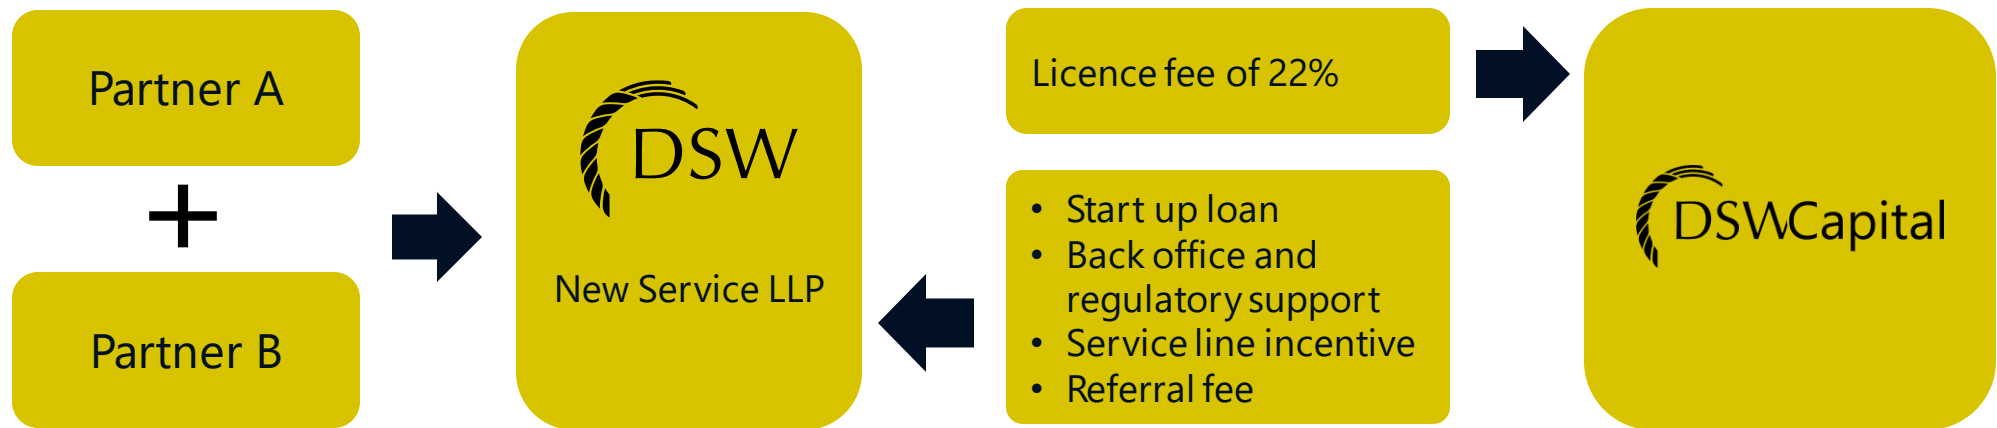 Partner A
+
Partner B
DSW
New Service LLP
Licence fee of 22%
• Start up loan
• Back office and
regulatory support
• Service line incentive
• Referral fee
DSWCapital